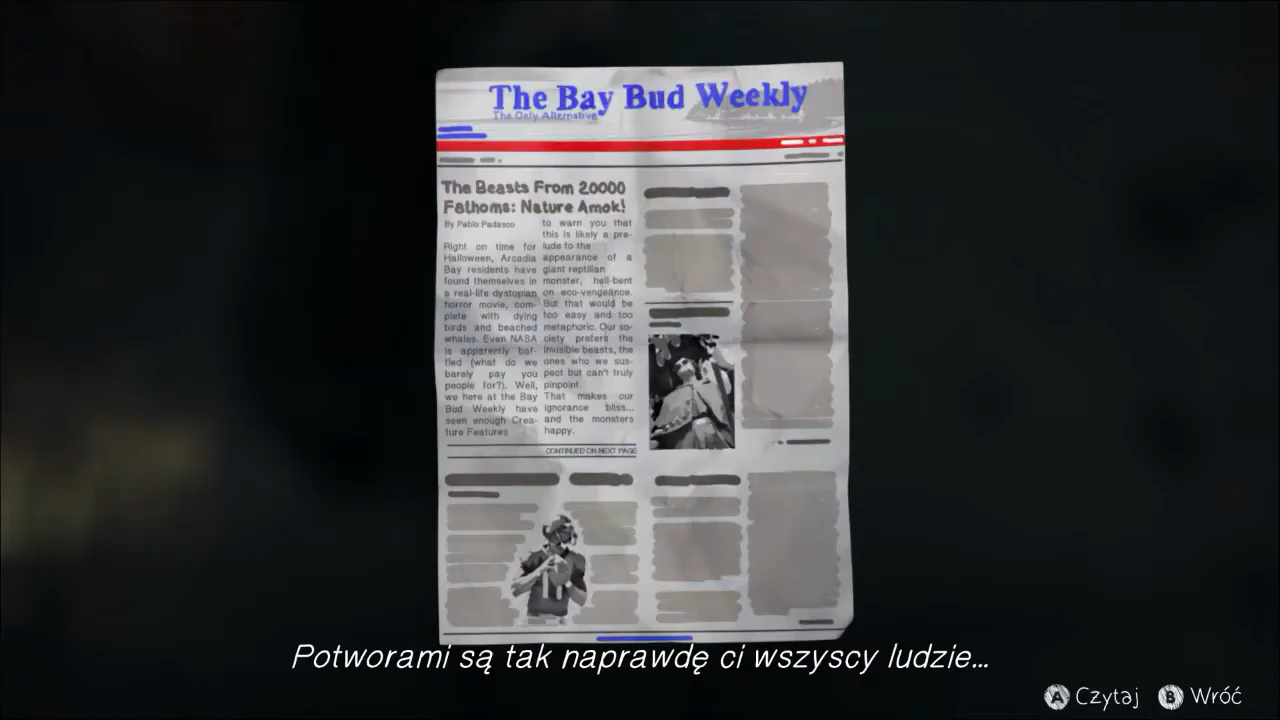 The Bay Bud Weekly
The Only Alternative
The Beasts From 20000
Fathoms: Nature Amok!
By Pablo Padasco
Right on time for
Halloween, Arcadia
Bay residents have
found themselves in
a real-life dystopian
horror movie, com-
plete with dying
birds and beached
whales. Even NASA
is apparently baf-
fled (what do we
barely pay you
people for?). Well,
we here at the Bay
Bud Weekly have
seen enough Crea-
ture Features
to warn you that
this is likely a pre-
lude to the
appearance of a
giant reptilian
monster, hell-bent
on eco-vengeance.
But that would be
too easy and too
metaphoric. Our so-
ciety prefers the
invisible beasts, the
ones who we sus-
pect but can't truly
pinpoint.
That makes our
ignorance bliss...
and the monsters
happy.
CONTINUED ON NEXT PAGE
Potworami są tak naprawdę ci wszyscy ludzie...
A Czytaj B Wróć